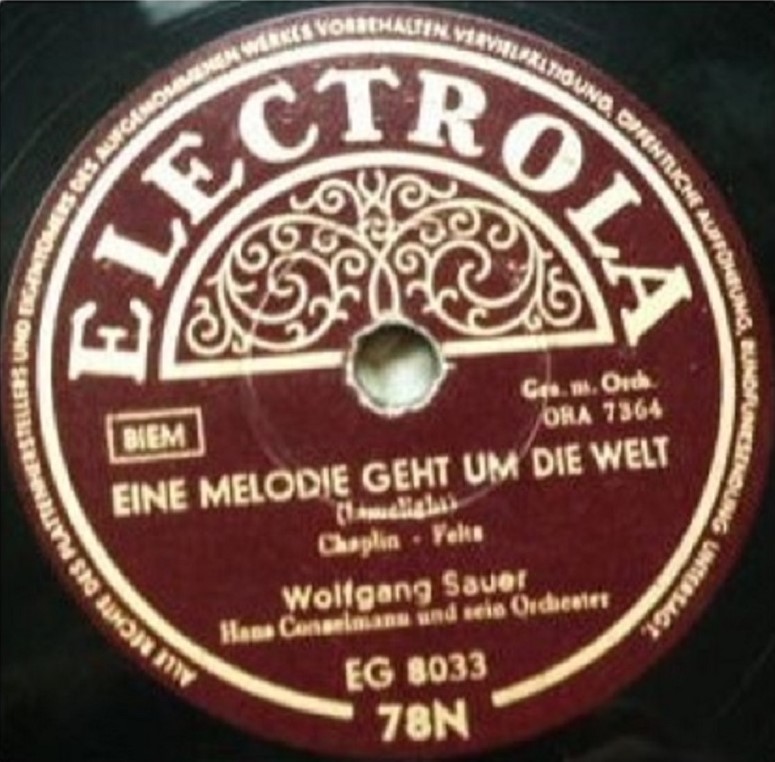 ALLE RECHTE DES PLATTENHERSTELLERS UND EIGENTÜMERS DES AUFGENOMMENEN WERKES VORBEHALTEN. VERVIELFÄLTIGUNG, ÖFFENTLICHE AUFFÜHRUNG, RUNDFUNKSENDUNG UNTERSAGT.
ELECTROLA
Ges. m. Orch.
ORA 7364
BIEM
EINE MELODIE GEHT UM DIE WELT
(Limelight)
Chaplin - Feltz
Wolfgang Sauer
Hans Conzelmann und sein Orchester
EG 8033
78N